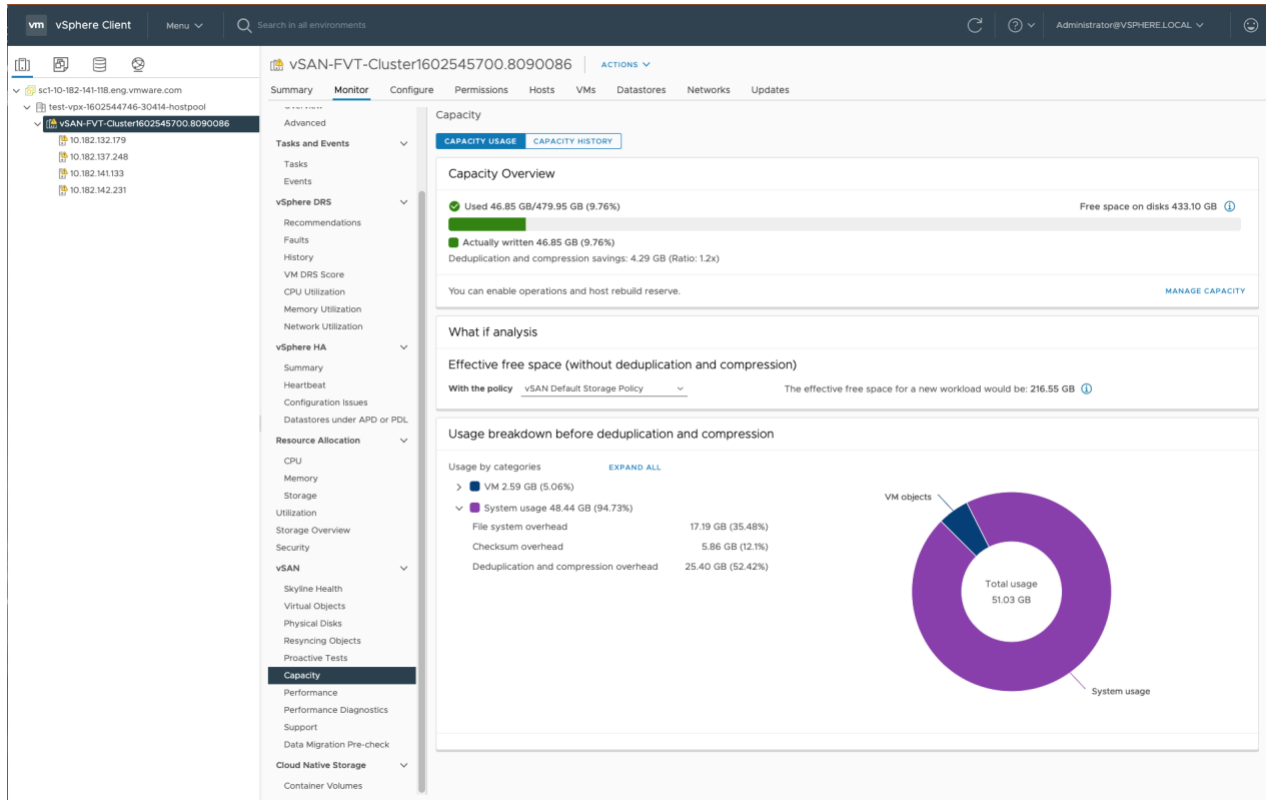 vm vSphere Client Menu Search in all environments Administrator@VSPHERE.LOCAL
sc1-10-182-141-118.eng.vmware.com
test-vpx-1602544746-30414-hostpool
vSAN-FVT-Cluster1602545700.8090086
10.182.132.179
10.182.137.248
10.182.141.133
10.182.142.231
vSAN-FVT-Cluster1602545700.8090086 ACTIONS
Summary Monitor Configure Permissions Hosts VMs Datastores Networks Updates
Advanced
Tasks and Events
Tasks
Events
vSphere DRS
Recommendations
Faults
History
VM DRS Score
CPU Utilization
Memory Utilization
Network Utilization
vSphere HA
Summary
Heartbeat
Configuration Issues
Datastores under APD or PDL
Resource Allocation
CPU
Memory
Storage
Utilization
Storage Overview
Security
vSAN
Skyline Health
Virtual Objects
Physical Disks
Resyncing Objects
Proactive Tests
Capacity
Performance
Performance Diagnostics
Support
Data Migration Pre-check
Cloud Native Storage
Container Volumes
Capacity
CAPACITY USAGE CAPACITY HISTORY
Capacity Overview
Used 46.85 GB/479.95 GB (9.76%) Free space on disks 433.10 GB
Actually written 46.85 GB (9.76%)
Deduplication and compression savings: 4.29 GB (Ratio: 1.2x)
You can enable operations and host rebuild reserve. MANAGE CAPACITY
What if analysis
Effective free space (without deduplication and compression)
With the policy vSAN Default Storage Policy The effective free space for a new workload would be: 216.55 GB
Usage breakdown before deduplication and compression
Usage by categories EXPAND ALL
VM 2.59 GB (5.06%)
System usage 48.44 GB (94.73%)
File system overhead 17.19 GB (35.48%)
Checksum overhead 5.86 GB (12.1%)
Deduplication and compression overhead 25.40 GB (52.42%)
VM objects
Total usage
51.03 GB
System usage